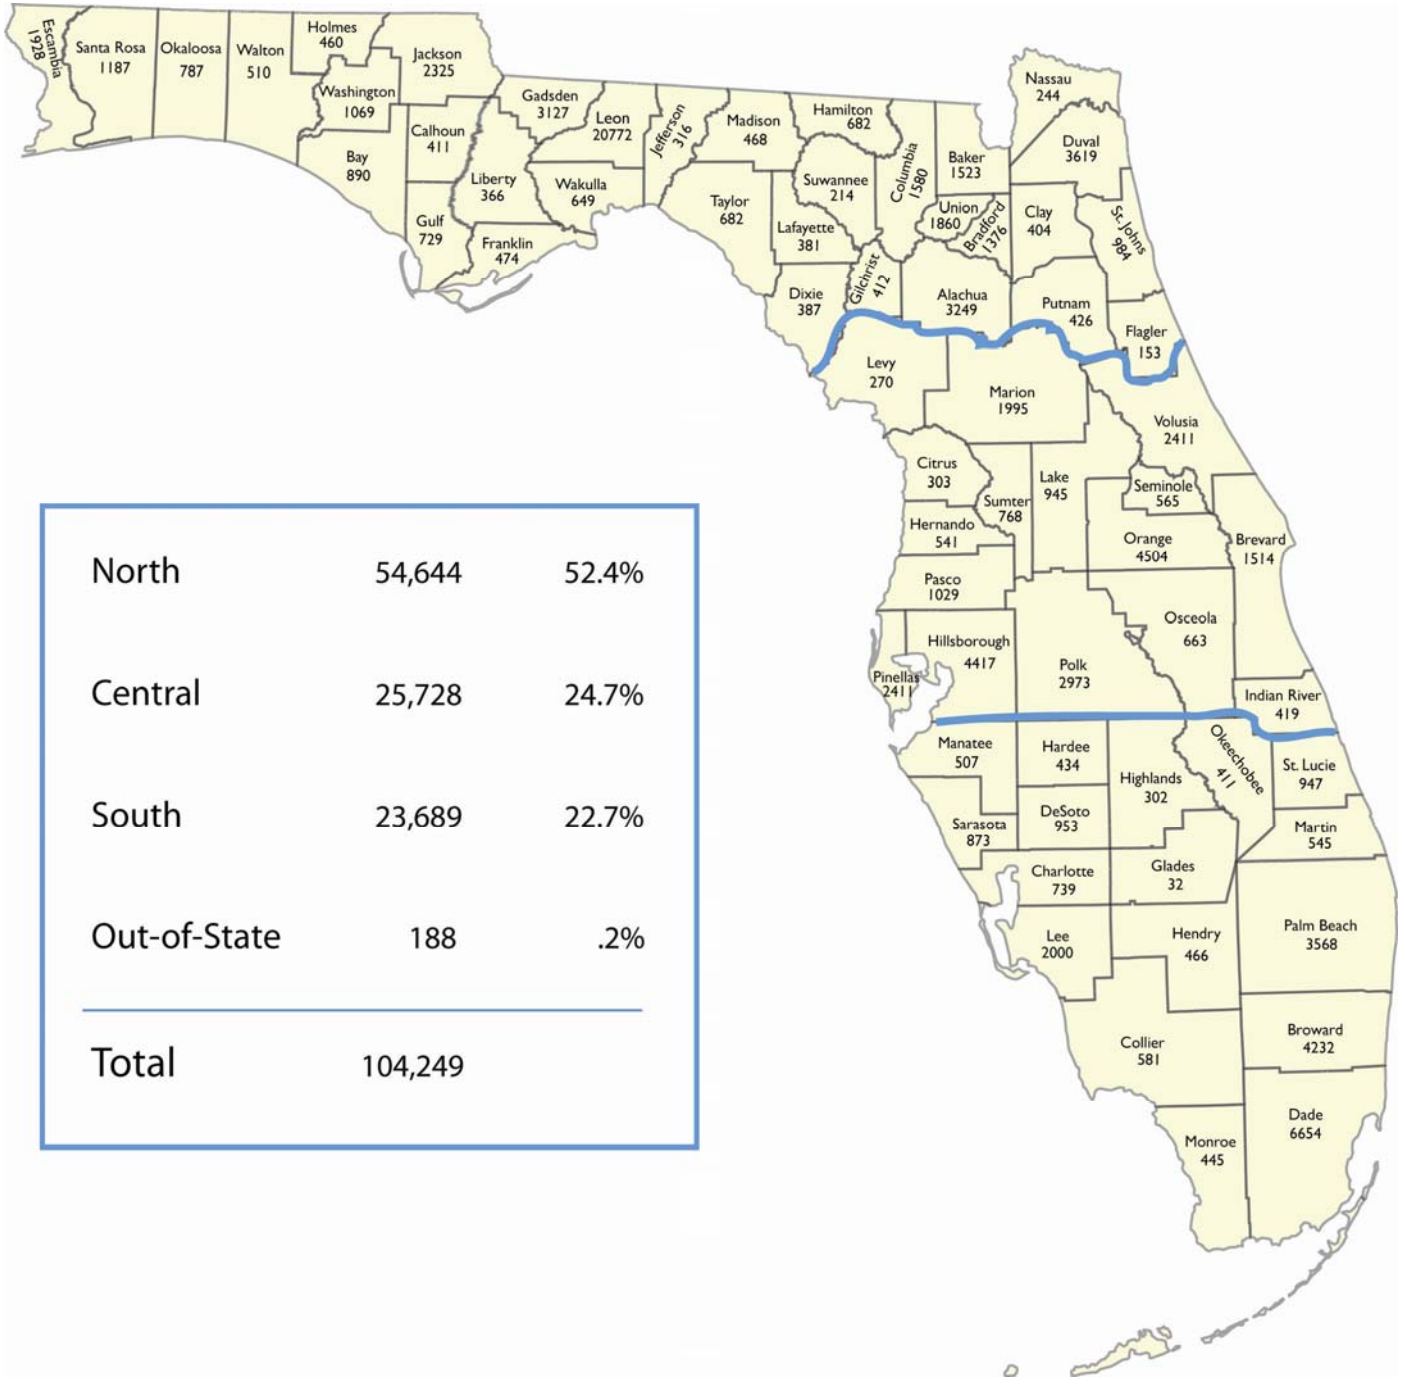 Escambia
1928
Santa Rosa
1187
Okaloosa
787
Walton
510
Holmes
460
Washington
1069
Jackson
2325
Bay
890
Calhoun
411
Gulf
729
Gadsden
3127
Liberty
366
Franklin
474
Leon
20772
Wakulla
649
Jefferson
316
Madison
468
Taylor
682
Hamilton
682
Suwannee
214
Lafayette
381
Dixie
387
Columbia
1580
Gilchrist
412
Baker
1523
Union
1860
Bradford
1376
Alachua
3249
Nassau
244
Duval
3619
Clay
404
St. Johns
984
Putnam
426
Flagler
153
Levy
270
Marion
1995
Volusia
2411
Citrus
303
Sumter
768
Lake
945
Seminole
565
Hernando
541
Orange
4504
Brevard
1514
Pasco
1029
Osceola
663
Hillsborough
4417
Pinellas
2411
Polk
2973
Indian River
419
Manatee
507
Hardee
434
Highlands
302
Okeechobee
411
St. Lucie
947
Sarasota
873
DeSoto
953
Martin
545
Charlotte
739
Glades
32
Lee
2000
Hendry
466
Palm Beach
3568
Collier
581
Broward
4232
Monroe
445
Dade
6654
North 54,644 52.4%
Central 25,728 24.7%
South 23,689 22.7%
Out-of-State 188 .2%
Total 104,249